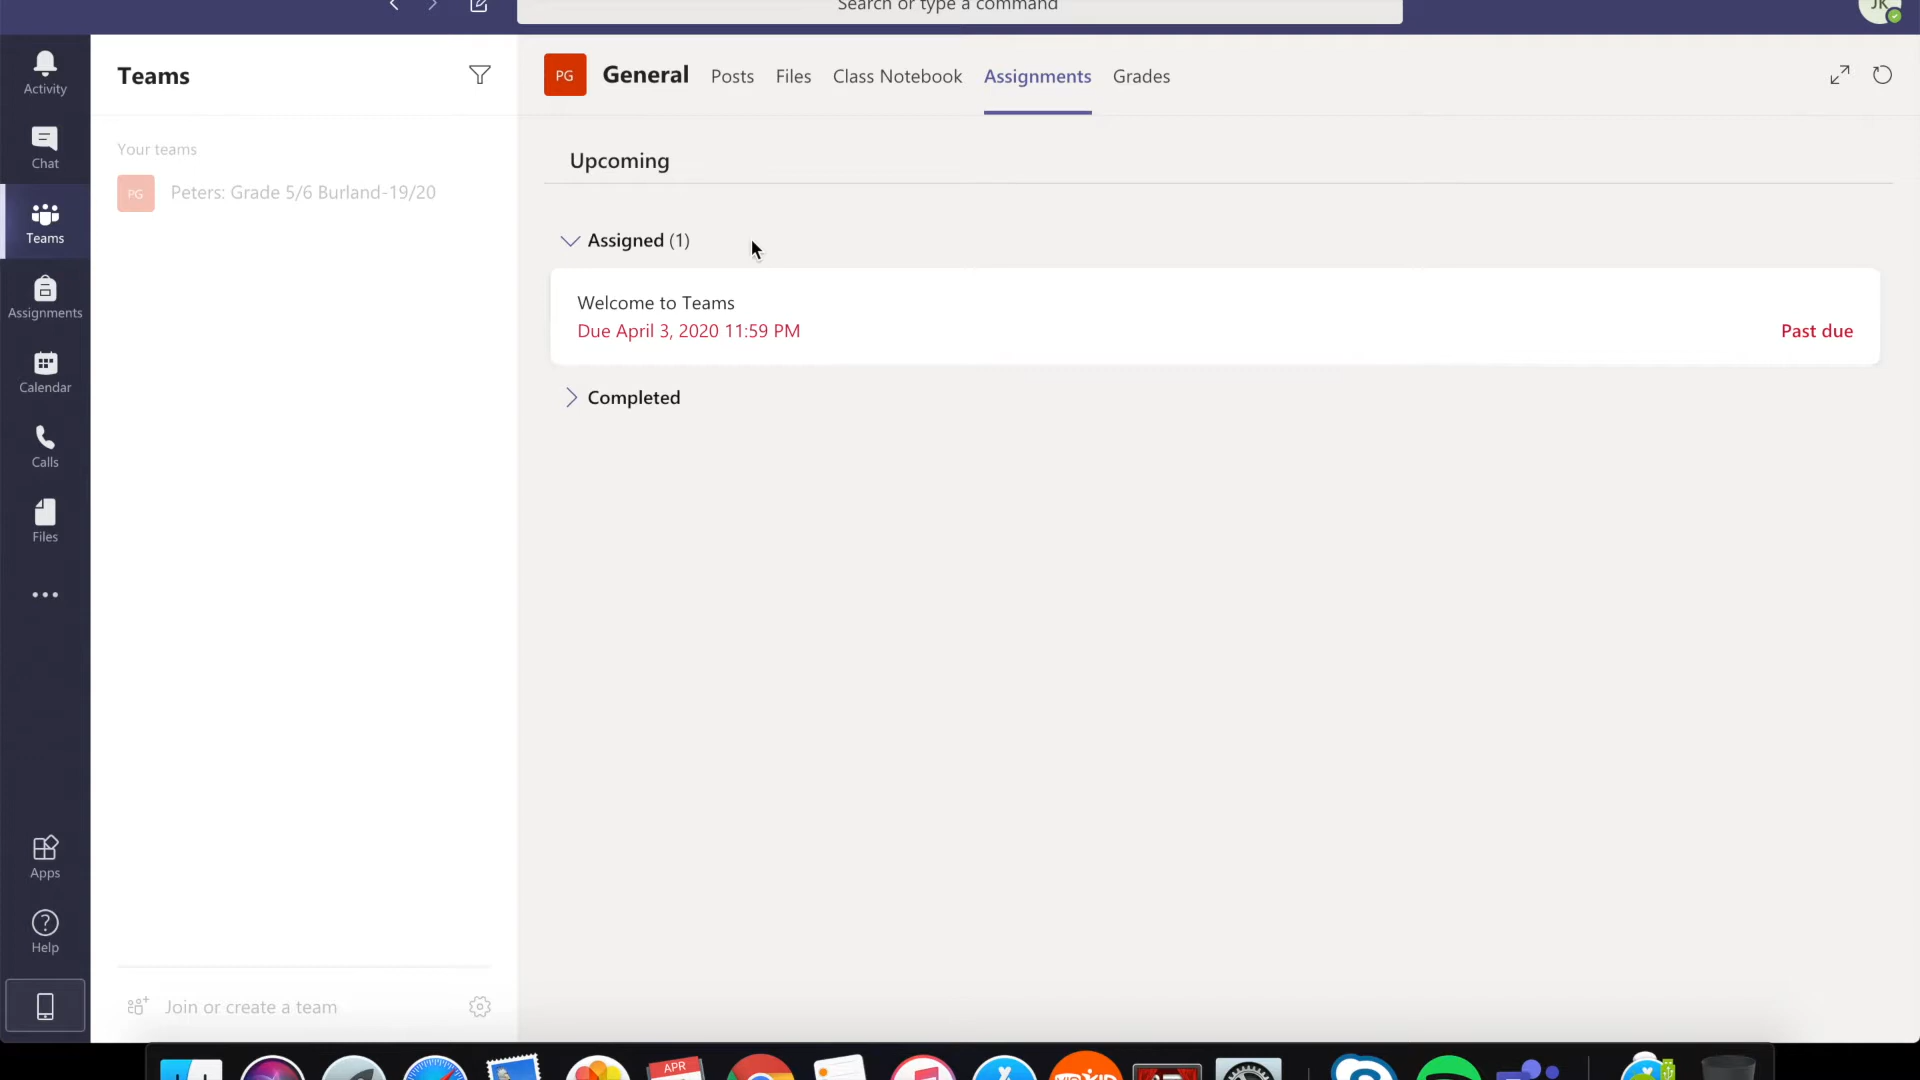 Search or type a command
JK
Activity
Chat
Teams
Assignments
Calendar
Calls
Files
Apps
Help
Teams
Your teams
PG
Peters: Grade 5/6 Burland-19/20
Join or create a team
PG
General Posts Files Class Notebook Assignments Grades
Upcoming
Assigned (1)
Welcome to Teams
Due April 3, 2020 11:59 PM
Past due
Completed
APR